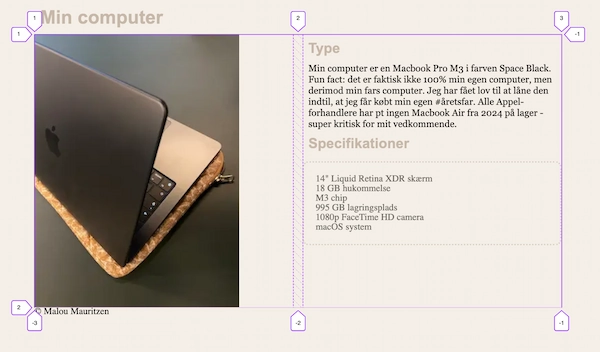 Min computer
1
2
3
1
-1
Type
Min computer er en Macbook Pro M3 i farven Space Black.
Fun fact: det er faktisk ikke 100% min egen computer, men
derimod min fars computer. Jeg har fået lov til at låne den
indtil, at jeg får købt min egen #åretsfar. Alle Appel-
forhandlere har pt ingen Macbook Air fra 2024 på lager -
super kritisk for mit vedkommende.
Specifikationer
14" Liquid Retina XDR skærm
18 GB hukommelse
M3 chip
995 GB lagringsplads
1080p FaceTime HD camera
macOS system
2
© Malou Mauritzen
-3
-2
-1